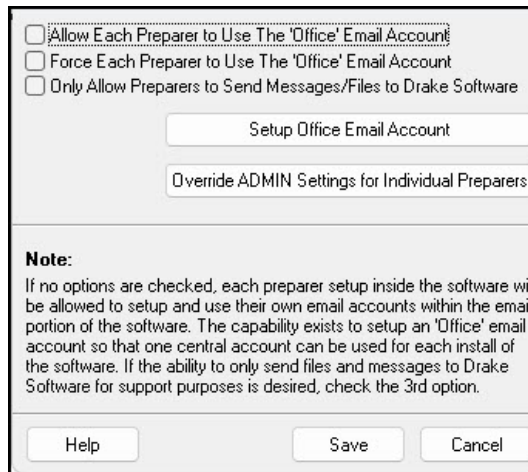 Allow Each Preparer to Use The 'Office' Email Account
Force Each Preparer to Use The 'Office' Email Account
Only Allow Preparers to Send Messages/Files to Drake Software
Setup Office Email Account
Override ADMIN Settings for Individual Preparers
Note:
If no options are checked, each preparer setup inside the software wi
be allowed to setup and use their own email accounts within the emai
portion of the software. The capability exists to setup an 'Office' email
account so that one central account can be used for each install of
the software. If the ability to only send files and messages to Drake
Software for support purposes is desired, check the 3rd option.
Help Save Cancel